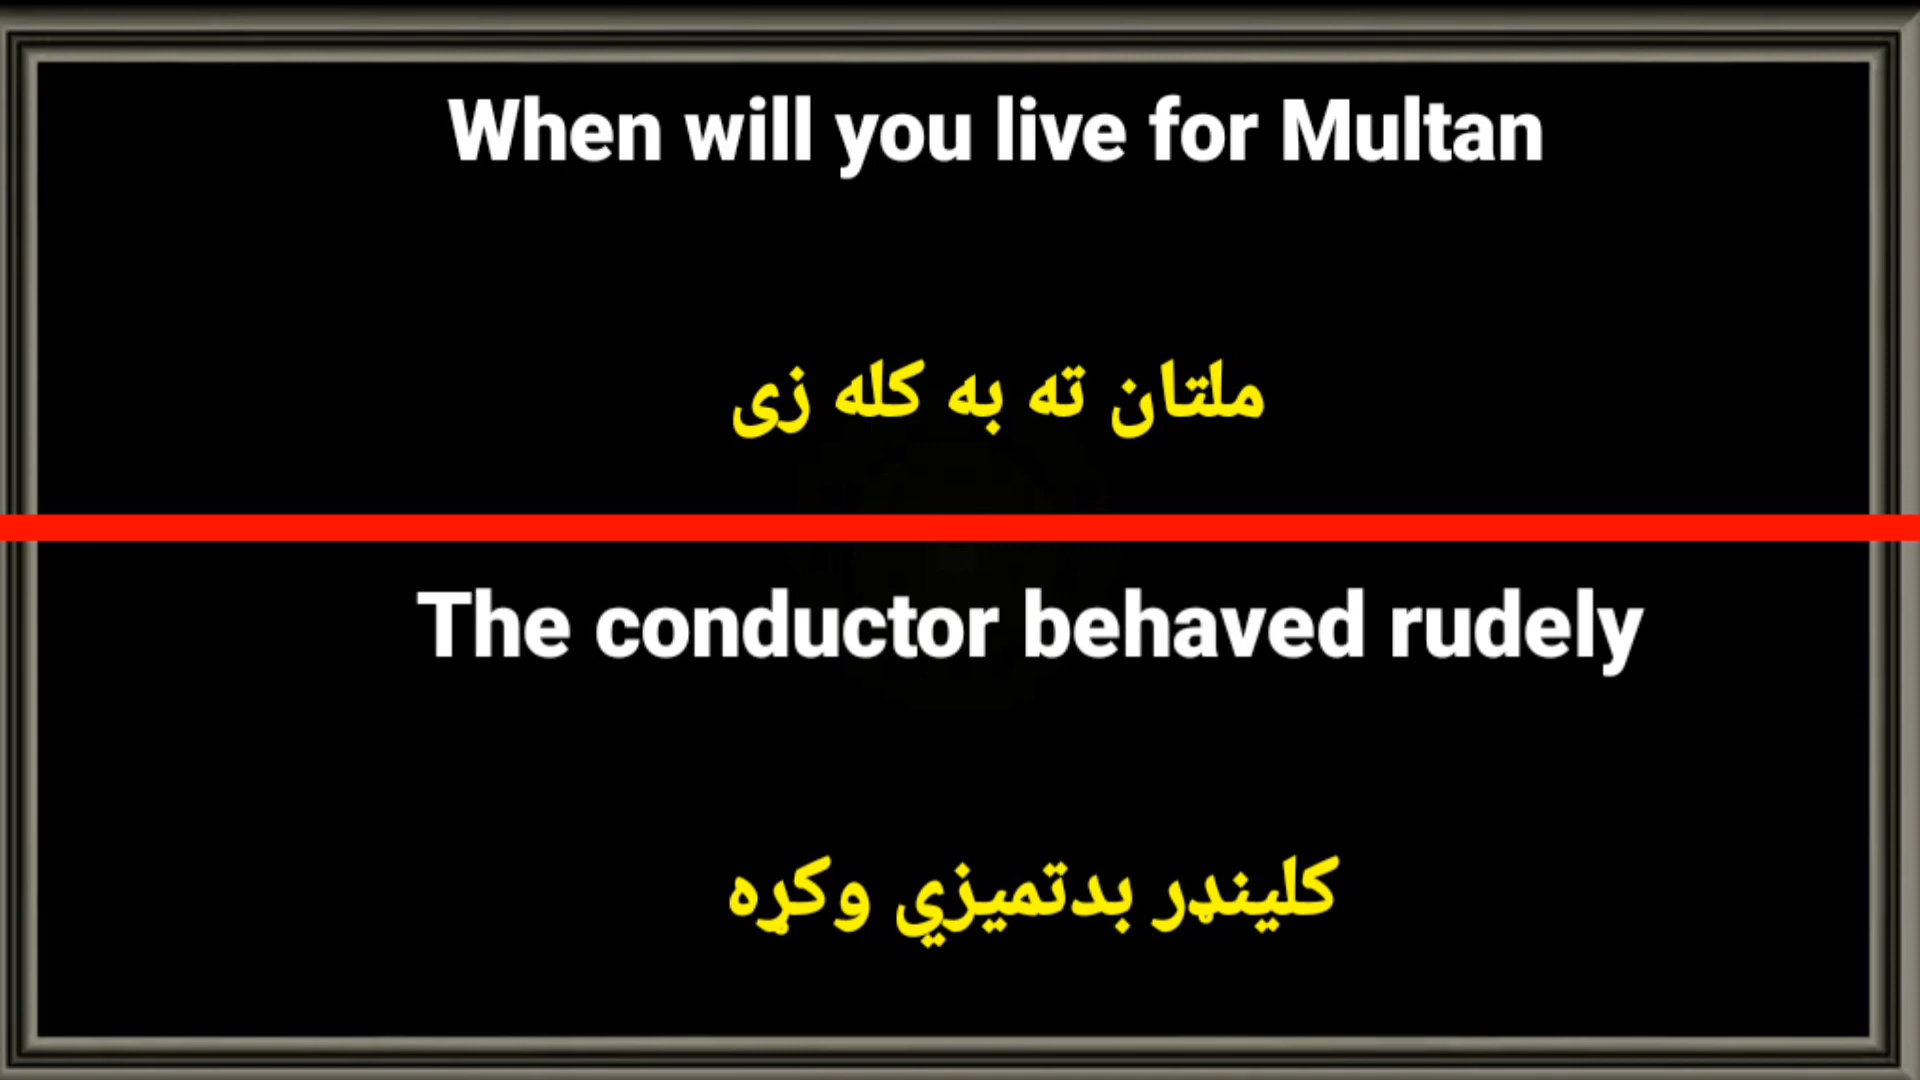 When will you live for Multan
ملتان ته به کله زی
The conductor behaved rudely
کلینډر بدتمیزي وکړه